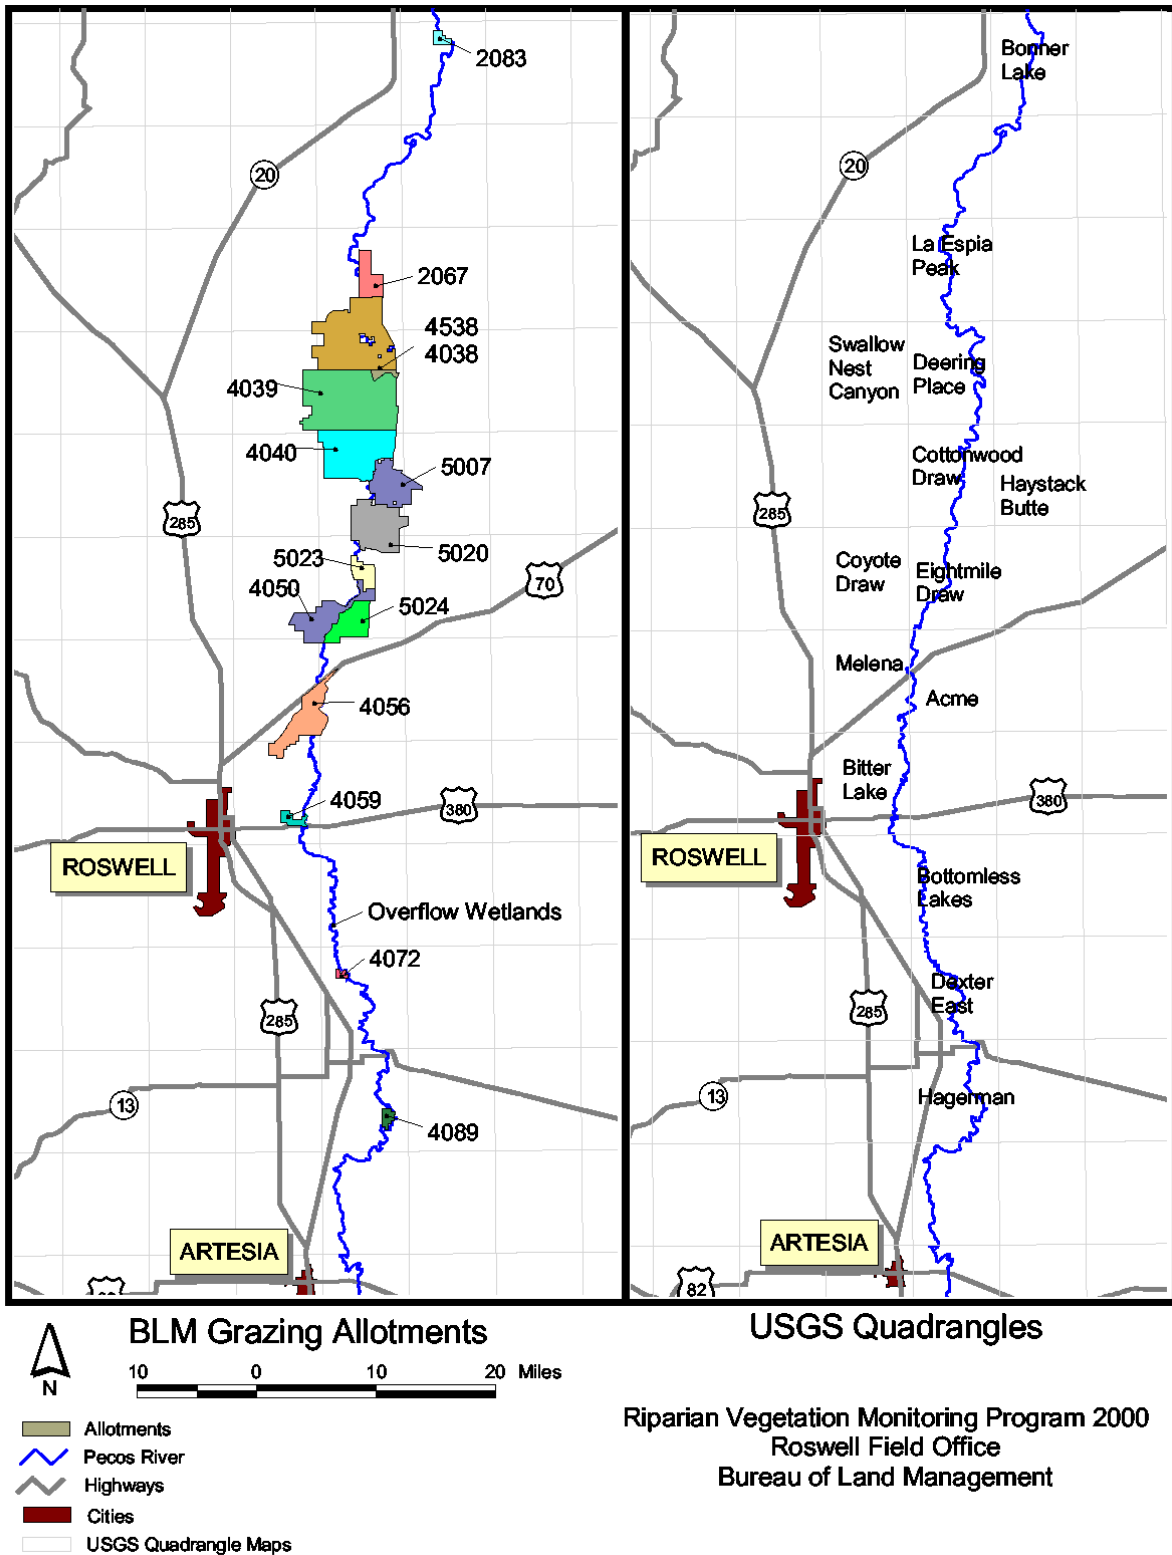 2083
20
2067
4538
4038
4039
4040
5007
285
5020
5023
70
4050
5024
4056
4059
380
ROSWELL
Overflow Wetlands
4072
285
13
4089
ARTESIA
Bonner
Lake
20
La Espia
Peak
Swallow
Nest
Canyon
Deering
Place
Cottonwood
Draw
Haystack
Butte
285
Coyote
Draw
Eightmile
Draw
Melena
Acme
Bitter
Lake
380
ROSWELL
Bottomless
Lakes
Dexter
East
285
13
Hagerman
ARTESIA
82
BLM Grazing Allotments
N
10 0 10 20 Miles
Allotments
Pecos River
Highways
Cities
USGS Quadrangle Maps
USGS Quadrangles
Riparian Vegetation Monitoring Program 2000
Roswell Field Office
Bureau of Land Management